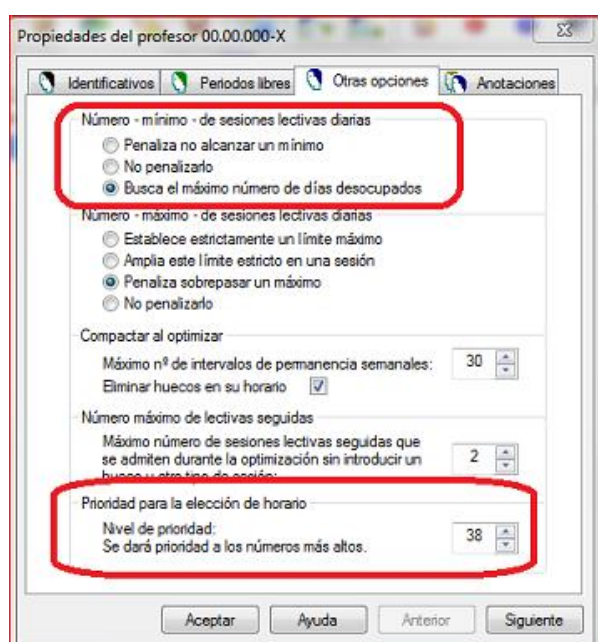 Propiedades del profesor 00.00.000-X
Identificativos Periodos libres Otras opciones Anotaciones
Número - mínimo - de sesiones lectivas diarias
Penaliza no alcanzar un mínimo
No penalizarlo
Busca el máximo número de días desocupados
Número - máximo - de sesiones lectivas diarias
Establece estrictamente un límite máximo
Amplia este límite estricto en una sesión
Penaliza sobrepasar un máximo
No penalizarlo
Compactar al optimizar
Máximo nº de intervalos de permanencia semanales: 30
Eliminar huecos en su horario
Número máximo de lectivas seguidas
Máximo número de sesiones lectivas seguidas que
se admiten durante la optimización sin introducir un 2
hueco u otro tipo de sesión:
Prioridad para la elección de horario
Nivel de prioridad: 38
Se dará prioridad a los números más altos.
Aceptar Ayuda Anterior Siguiente